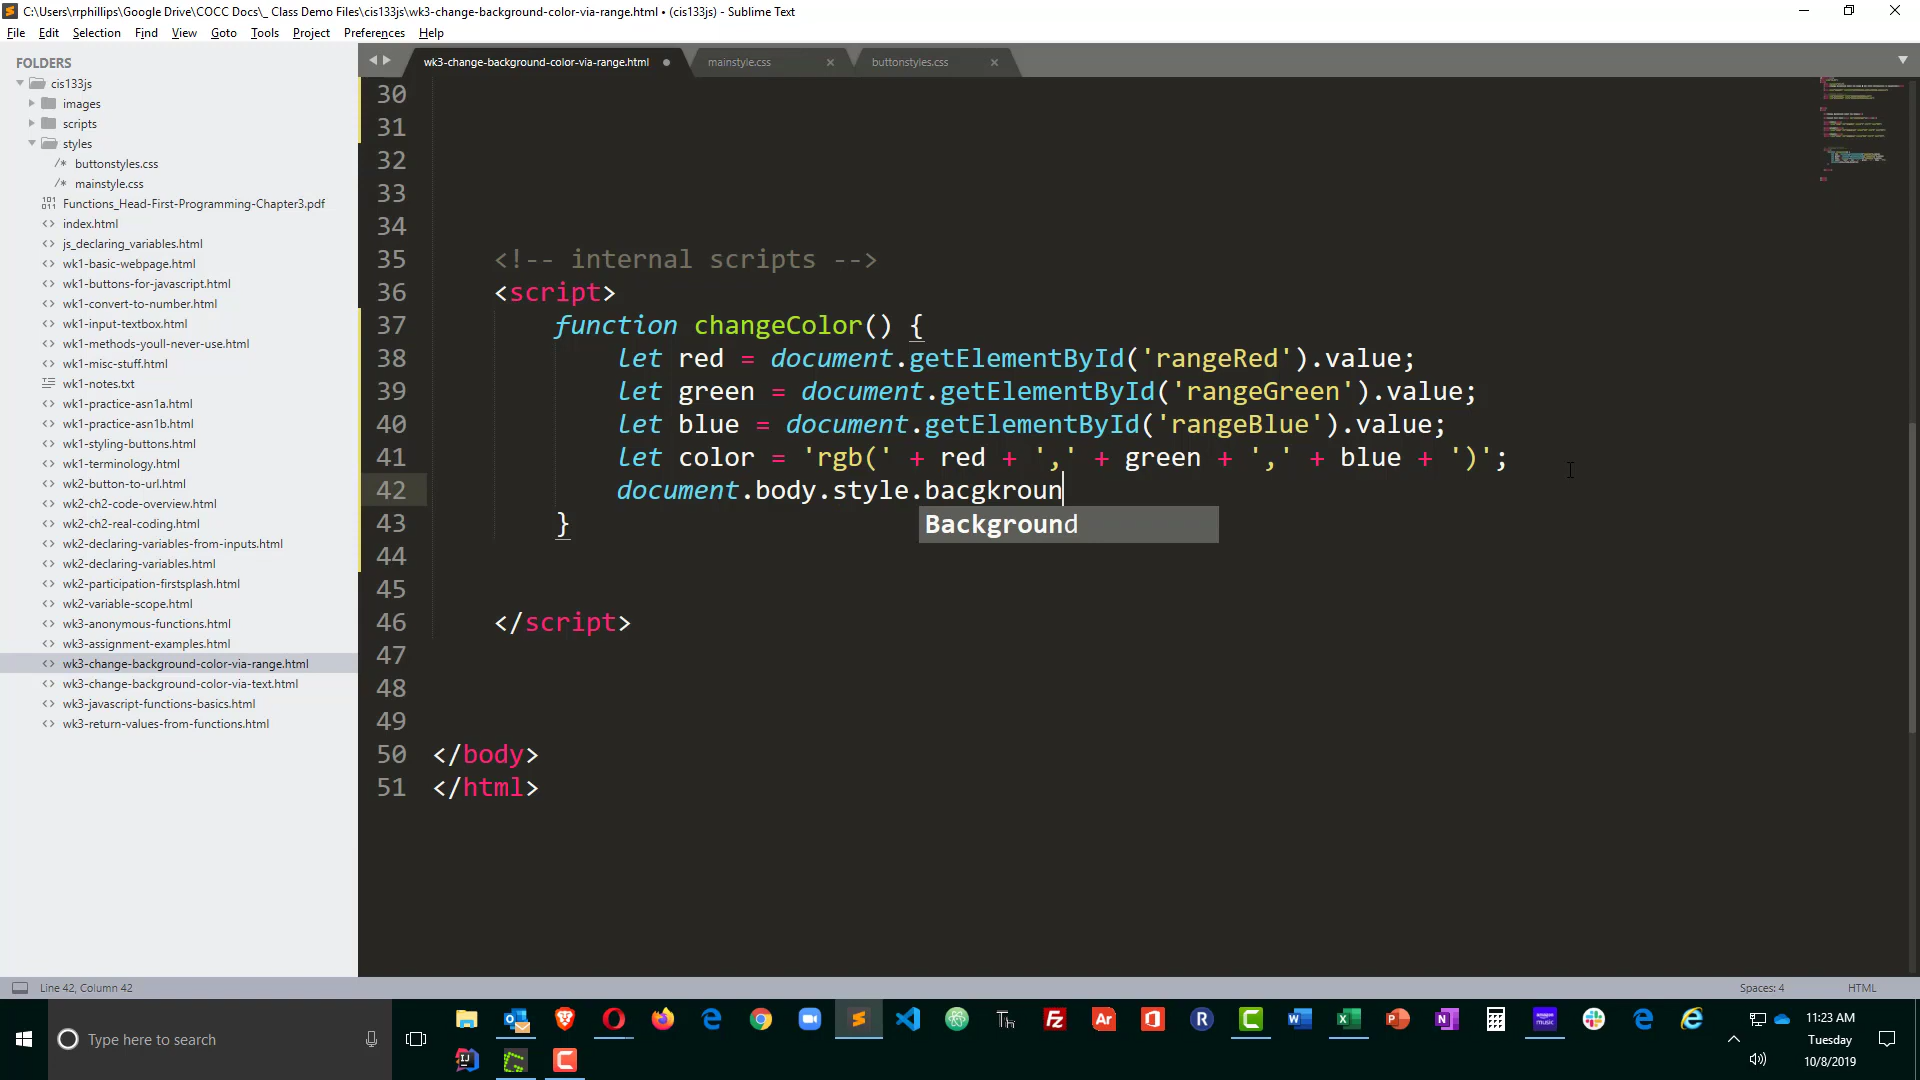 C:\Users\rrphillips\Google Drive\COCC Docs\_ Class Demo Files\cis133js\wk3-change-background-color-via-range.html • (cis133js) - Sublime Text
File Edit Selection Find View Goto Tools Project Preferences Help
FOLDERS
cis133js
images
scripts
styles
/* buttonstyles.css
/* mainstyle.css
Functions_Head-First-Programming-Chapter3.pdf
index.html
js_declaring_variables.html
wk1-basic-webpage.html
wk1-buttons-for-javascript.html
wk1-convert-to-number.html
wk1-input-textbox.html
wk1-methods-youll-never-use.html
wk1-misc-stuff.html
wk1-notes.txt
wk1-practice-asn1a.html
wk1-practice-asn1b.html
wk1-styling-buttons.html
wk1-terminology.html
wk2-button-to-url.html
wk2-ch2-code-overview.html
wk2-ch2-real-coding.html
wk2-declaring-variables-from-inputs.html
wk2-declaring-variables.html
wk2-participation-firstsplash.html
wk2-variable-scope.html
wk3-anonymous-functions.html
wk3-assignment-examples.html
wk3-change-background-color-via-range.html
wk3-change-background-color-via-text.html
wk3-javascript-functions-basics.html
wk3-return-values-from-functions.html
wk3-change-background-color-via-range.html mainstyle.css buttonstyles.css
30
31
32
33
34
35 <!-- internal scripts -->
36 <script>
37 function changeColor() {
38 let red = document.getElementById('rangeRed').value;
39 let green = document.getElementById('rangeGreen').value;
40 let blue = document.getElementById('rangeBlue').value;
41 let color = 'rgb(' + red + ',' + green + ',' + blue + ')';
42 document.body.style.bacgkroun
Background
43 }
44
45
46 </script>
47
48
49
50 </body>
51 </html>
Line 42, Column 42 Spaces: 4 HTML
Type here to search
11:23 AM
Tuesday
10/8/2019